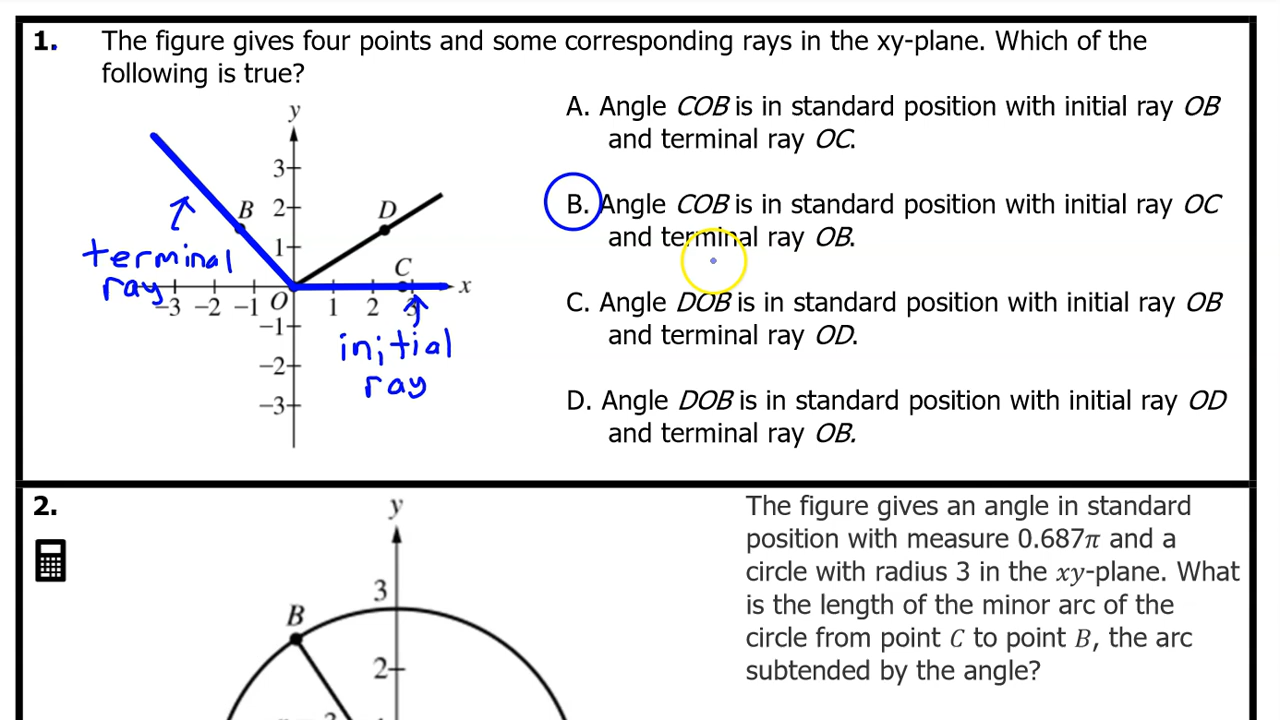 1. The figure gives four points and some corresponding rays in the xy-plane. Which of the
following is true?
y
3
B 2 D
1
C
x
O
-3 -2 -1 1 2 3
-1
-2
-3
terminal
ray
initial
ray
A. Angle COB is in standard position with initial ray OB
and terminal ray OC.
B. Angle COB is in standard position with initial ray OC
and terminal ray OB.
C. Angle DOB is in standard position with initial ray OB
and terminal ray OD.
D. Angle DOB is in standard position with initial ray OD
and terminal ray OB.
2.
y
3
B
2
The figure gives an angle in standard
position with measure 0.687π and a
circle with radius 3 in the xy-plane. What
is the length of the minor arc of the
circle from point C to point B, the arc
subtended by the angle?